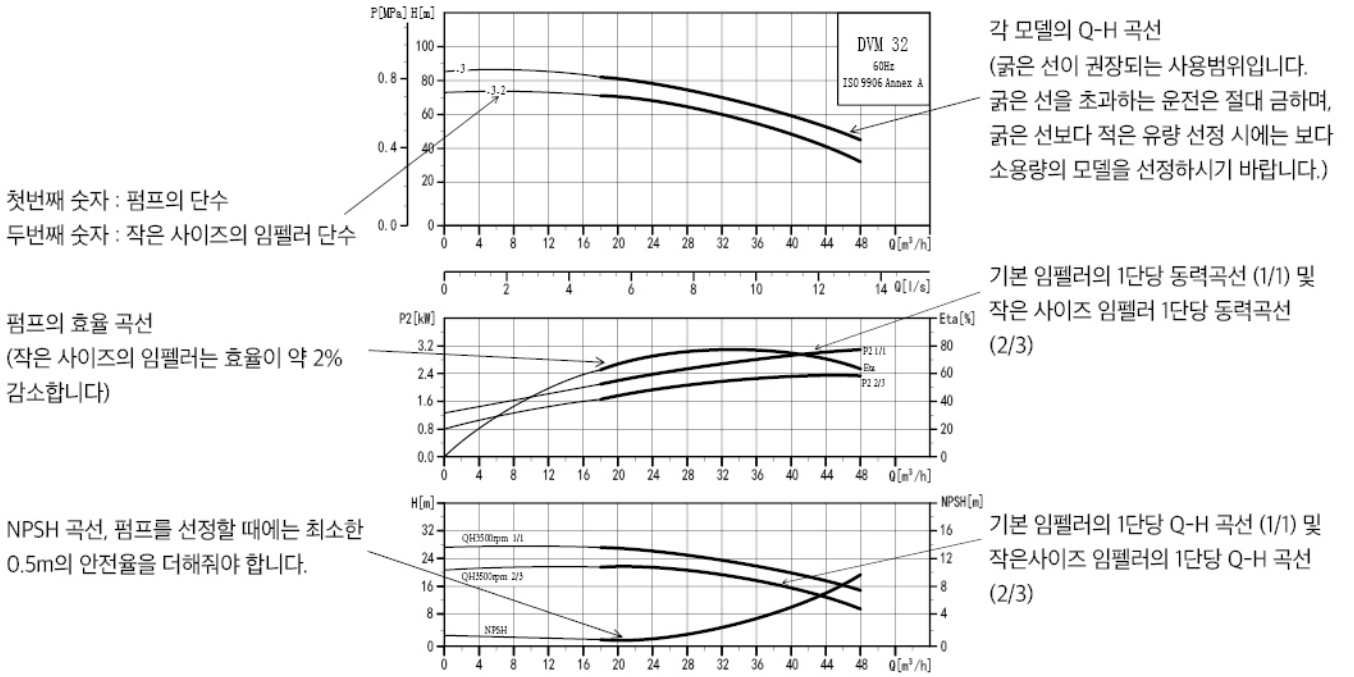 P[MPa] H[m]
100
80
60
40
20
0
0.8
0.4
0.0
-3
-3-2
DVM 32
60Hz
ISO 9906 Annex A
0 4 8 12 16 20 24 28 32 36 40 44 48 Q[m³/h]
0 2 4 6 8 10 12 14 Q[l/s]
각 모델의 Q-H 곡선
(굵은 선이 권장되는 사용범위입니다.
굵은 선을 초과하는 운전은 절대 금하며,
굵은 선보다 적은 유량 선정 시에는 보다
소용량의 모델을 선정하시기 바랍니다.)
첫번째 숫자 : 펌프의 단수
두번째 숫자 : 작은 사이즈의 임펠러 단수
펌프의 효율 곡선
(작은 사이즈의 임펠러는 효율이 약 2%
감소합니다)
P2[kW]
3.2
2.4
1.6
0.8
0.0
Eta[%]
80
60
40
20
0
P2 1/1
Eta
P2 2/3
0 4 8 12 16 20 24 28 32 36 40 44 48 Q[m³/h]
기본 임펠러의 1단당 동력곡선 (1/1) 및
작은 사이즈 임펠러 1단당 동력곡선
(2/3)
NPSH 곡선, 펌프를 선정할 때에는 최소한
0.5m의 안전율을 더해줘야 합니다.
H[m]
32
24
16
8
0
NPSH[m]
16
12
8
4
0
QH3500rpm 1/1
QH3500rpm 2/3
NPSH
0 4 8 12 16 20 24 28 32 36 40 44 48 Q[m³/h]
기본 임펠러의 1단당 Q-H 곡선 (1/1) 및
작은사이즈 임펠러의 1단당 Q-H 곡선
(2/3)